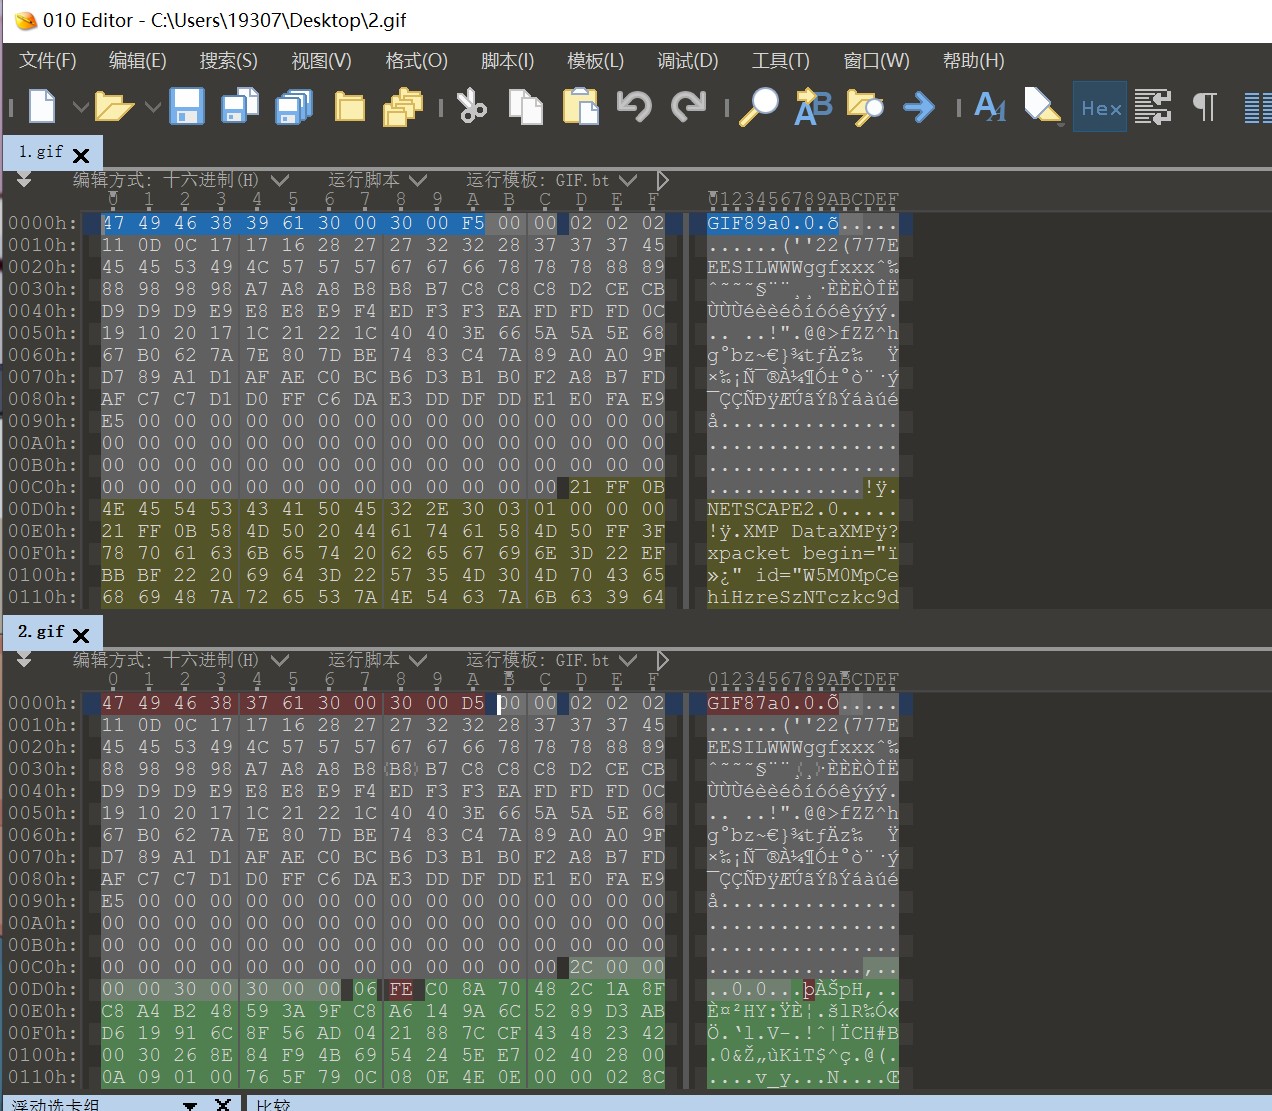 010 Editor - C:\Users\19307\Desktop\2.gif
文件(F) 编辑(E) 搜索(S) 视图(V) 格式(O) 脚本(I) 模板(L) 调试(D) 工具(T) 窗口(W) 帮助(H)
Hex
1.gif
编辑方式: 十六进制(H) 运行脚本 运行模板: GIF.bt
0 1 2 3 4 5 6 7 8 9 A B C D E F 0123456789ABCDEF
0000h: 47 49 46 38 39 61 30 00 30 00 F5 00 00 02 02 02 GIF89a0.0.õ.....
0010h: 11 0D 0C 17 17 16 28 27 27 32 32 28 37 37 37 45 ......(''22(777E
0020h: 45 45 53 49 4C 57 57 57 67 67 66 78 78 78 88 89 EESILWWWggfxxxˆ‰
0030h: 88 98 98 98 A7 A8 A8 B8 B8 B7 C8 C8 C8 D2 CE CB ˆ˜˜˜§¨¨¸¸·ÈÈÈÒÎË
0040h: D9 D9 D9 E9 E8 E8 E9 F4 ED F3 F3 EA FD FD FD 0C ÙÙÙéèèéôíóóêýýý.
0050h: 19 10 20 17 1C 21 22 1C 40 40 3E 66 5A 5A 5E 68 .. ..!".@@>fZZ^h
0060h: 67 B0 62 7A 7E 80 7D BE 74 83 C4 7A 89 A0 A0 9F g°bz~€}¾tƒÄz‰  Ÿ
0070h: D7 89 A1 D1 AF AE C0 BC B6 D3 B1 B0 F2 A8 B7 FD ×‰¡Ñ¯®À¼¶Ó±°ò¨·ý
0080h: AF C7 C7 D1 D0 FF C6 DA E3 DD DF DD E1 E0 FA E9 ¯ÇÇÑÐÿÆÚãÝßÝáàúé
0090h: E5 00 00 00 00 00 00 00 00 00 00 00 00 00 00 00 å...............
00A0h: 00 00 00 00 00 00 00 00 00 00 00 00 00 00 00 00 ................
00B0h: 00 00 00 00 00 00 00 00 00 00 00 00 00 00 00 00 ................
00C0h: 00 00 00 00 00 00 00 00 00 00 00 00 00 21 FF 0B .............!ÿ.
00D0h: 4E 45 54 53 43 41 50 45 32 2E 30 03 01 00 00 00 NETSCAPE2.0.....
00E0h: 21 FF 0B 58 4D 50 20 44 61 74 61 58 4D 50 FF 3F !ÿ.XMP DataXMPÿ?
00F0h: 78 70 61 63 6B 65 74 20 62 65 67 69 6E 3D 22 EF xpacket begin="ï
0100h: BB BF 22 20 69 64 3D 22 57 35 4D 30 4D 70 43 65 »¿" id="W5M0MpCe
0110h: 68 69 48 7A 72 65 53 7A 4E 54 63 7A 6B 63 39 64 hiHzreSzNTczkc9d
2.gif
编辑方式: 十六进制(H) 运行脚本 运行模板: GIF.bt
0 1 2 3 4 5 6 7 8 9 A B C D E F 0123456789ABCDEF
0000h: 47 49 46 38 37 61 30 00 30 00 D5 00 00 02 02 02 GIF87a0.0.Õ.....
0010h: 11 0D 0C 17 17 16 28 27 27 32 32 28 37 37 37 45 ......(''22(777E
0020h: 45 45 53 49 4C 57 57 57 67 67 66 78 78 78 88 89 EESILWWWggfxxxˆ‰
0030h: 88 98 98 98 A7 A8 A8 B8 B8 B7 C8 C8 C8 D2 CE CB ˆ˜˜˜§¨¨¸¸·ÈÈÈÒÎË
0040h: D9 D9 D9 E9 E8 E8 E9 F4 ED F3 F3 EA FD FD FD 0C ÙÙÙéèèéôíóóêýýý.
0050h: 19 10 20 17 1C 21 22 1C 40 40 3E 66 5A 5A 5E 68 .. ..!".@@>fZZ^h
0060h: 67 B0 62 7A 7E 80 7D BE 74 83 C4 7A 89 A0 A0 9F g°bz~€}¾tƒÄz‰  Ÿ
0070h: D7 89 A1 D1 AF AE C0 BC B6 D3 B1 B0 F2 A8 B7 FD ×‰¡Ñ¯®À¼¶Ó±°ò¨·ý
0080h: AF C7 C7 D1 D0 FF C6 DA E3 DD DF DD E1 E0 FA E9 ¯ÇÇÑÐÿÆÚãÝßÝáàúé
0090h: E5 00 00 00 00 00 00 00 00 00 00 00 00 00 00 00 å...............
00A0h: 00 00 00 00 00 00 00 00 00 00 00 00 00 00 00 00 ................
00B0h: 00 00 00 00 00 00 00 00 00 00 00 00 00 00 00 00 ................
00C0h: 00 00 00 00 00 00 00 00 00 00 00 00 00 2C 00 00 .............,..
00D0h: 00 00 30 00 30 00 00 06 FE C0 8A 70 48 2C 1A 8F ..0.0...þÀŠpH,..
00E0h: C8 A4 B2 48 59 3A 9F C8 A6 14 9A 6C 52 89 D3 AB È¤²HY:ŸÈ¦.šlR‰Ó«
00F0h: D6 19 91 6C 8F 56 AD 04 21 88 7C CF 43 48 23 42 Ö.‘l.V-.!ˆ|ÏCH#B
0100h: 00 30 26 8E 84 F9 4B 69 54 24 5E E7 02 40 28 00 .0&Ž„ùKiT$^ç.@(.
0110h: 0A 09 01 00 76 5F 79 0C 08 0E 4E 0E 00 00 02 8C ....v_y...N....Œ
浮动选卡组 比较